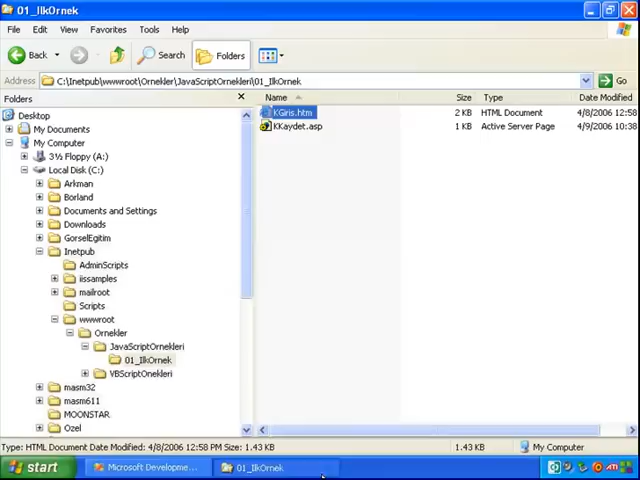 01_IlkOrnek
File Edit View Favorites Tools Help
Back Search Folders
Address C:\Inetpub\wwwroot\Ornekler\JavaScriptOrnekleri\01_IlkOrnek Go
Folders Name Size Type Date Modified
Desktop KGiris.htm 2 KB HTML Document 4/8/2006 12:58
My Documents KKaydet.asp 1 KB Active Server Page 4/9/2006 10:38
My Computer
3½ Floppy (A:)
Local Disk (C:)
Arkman
Borland
Documents and Settings
Downloads
GorselEgitim
Inetpub
AdminScripts
iissamples
mailroot
Scripts
wwwroot
Ornekler
JavaScriptOrnekleri
01_IlkOrnek
VBScriptOnekleri
masm32
masm611
MOONSTAR
Ozel
Type: HTML Document Date Modified: 4/8/2006 12:58 PM Size: 1.43 KB 1.43 KB My Computer
start Microsoft Developme... 01_IlkOrnek